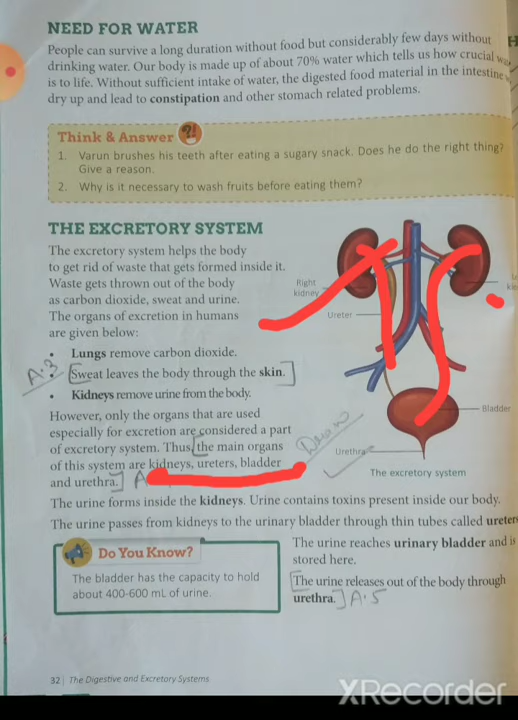 NEED FOR WATER
People can survive a long duration without food but considerably few days without
drinking water. Our body is made up of about 70% water which tells us how crucial
is to life. Without sufficient intake of water, the digested food material in the intestine
dry up and lead to constipation and other stomach related problems.
Think & Answer ?!
1. Varun brushes his teeth after eating a sugary snack. Does he do the right thing?
Give a reason.
2. Why is it necessary to wash fruits before eating them?
THE EXCRETORY SYSTEM
The excretory system helps the body
to get rid of waste that gets formed inside it.
Waste gets thrown out of the body
as carbon dioxide, sweat and urine.
The organs of excretion in humans
are given below:
• Lungs remove carbon dioxide.
A·3
• [Sweat leaves the body through the skin.]
• Kidneys remove urine from the body.
However, only the organs that are used
especially for excretion are considered a part
of excretory system. Thus, [the main organs
of this system are kidneys, ureters, bladder
and urethra.] A
Right
kidney
Ureter
Bladder
Urethra
Draw
The excretory system
The urine forms inside the kidneys. Urine contains toxins present inside our body.
The urine passes from kidneys to the urinary bladder through thin tubes called ureter
Do You Know?
The bladder has the capacity to hold
about 400-600 mL of urine.
The urine reaches urinary bladder and is
stored here.
[The urine releases out of the body through
urethra.] A·5
32 | The Digestive and Excretory Systems
XRecorder